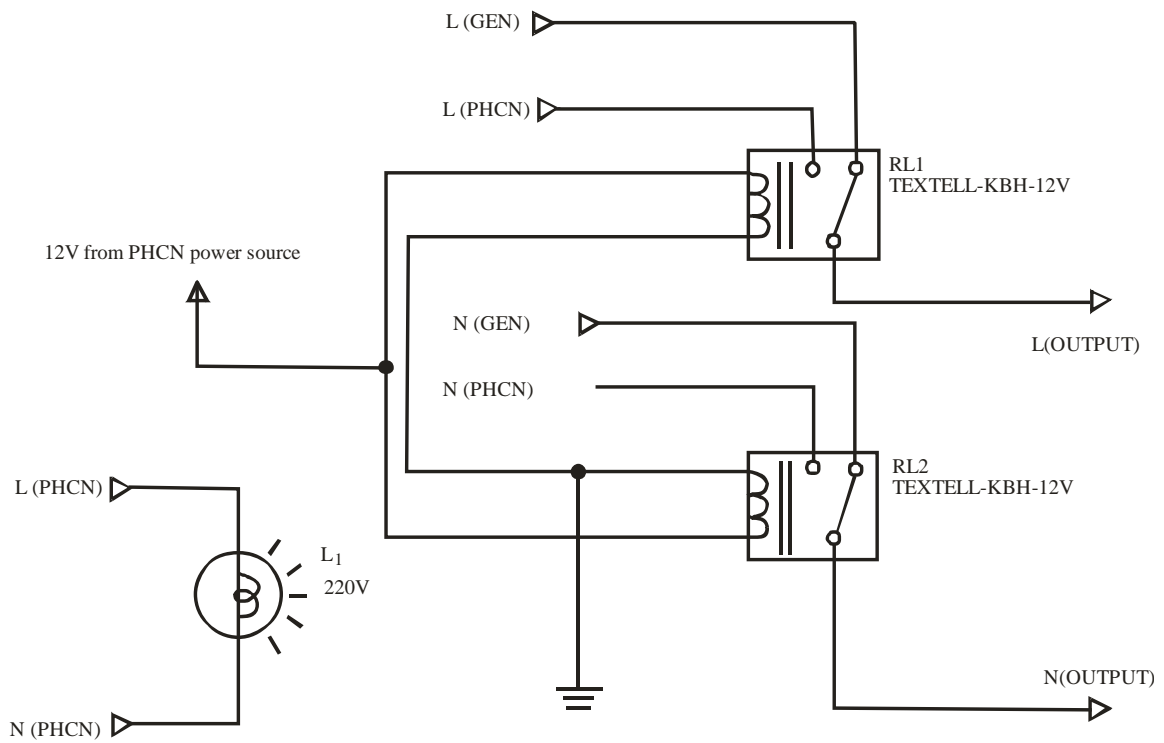 L (GEN)
L (PHCN)
RL1
TEXTELL-KBH-12V
12V from PHCN power source
N (GEN)
L(OUTPUT)
N (PHCN)
RL2
TEXTELL-KBH-12V
L (PHCN)
L1
220V
N(OUTPUT)
N (PHCN)